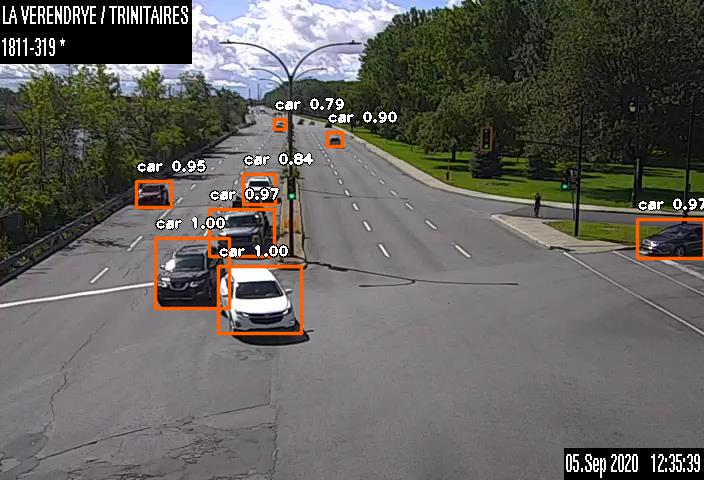 LA VERENDRYE / TRINITAIRES
1811-319 *
car 0.79
car 0.90
car 0.95
car 0.84
car 0.97
car 0.97
car 1.00
car 1.00
05.Sep 2020 12:35:39